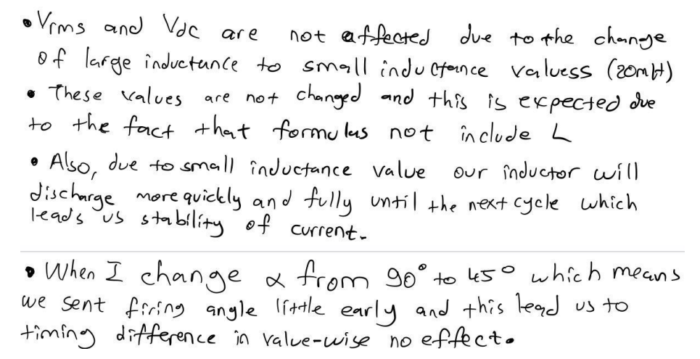 • Vrms and Vdc are not affected due to the change
of large inductance to small inductance valuess (20mH)
• These values are not changed and this is expected due
to the fact that formulas not include L
• Also, due to small inductance value our inductor will
discharge more quickly and fully until the next cycle which
leads us stability of current.
• When I change α from 90° to 45° which means
we sent firing angle little early and this lead us to
timing difference in value-wise no effect.